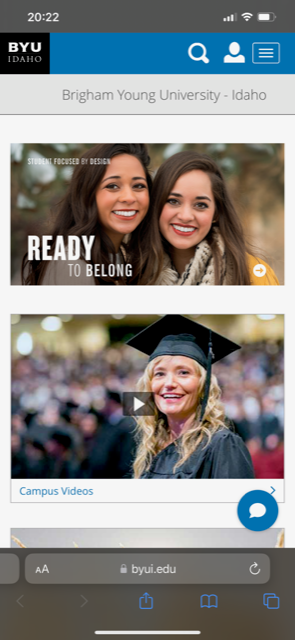 20:22
BYU
IDAHO
Brigham Young University - Idaho
STUDENT FOCUSED BY DESIGN
READY
TO BELONG
Campus Videos
AA
byui.edu